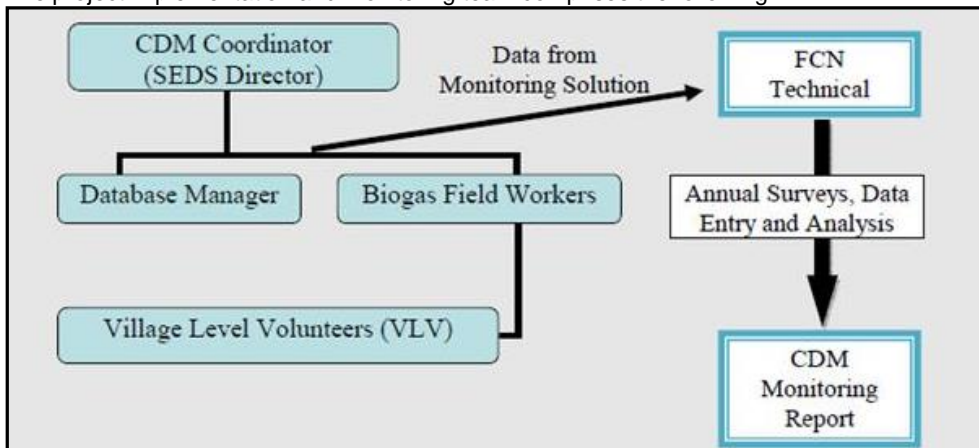 CDM Coordinator
(SEDS Director)
Data from
Monitoring Solution
FCN
Technical
Database Manager
Biogas Field Workers
Annual Surveys, Data
Entry and Analysis
Village Level Volunteers (VLV)
CDM
Monitoring
Report